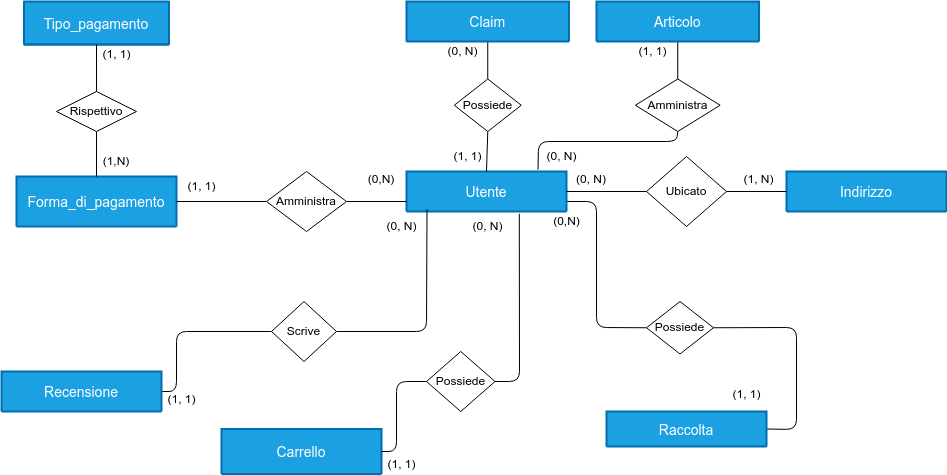 Tipo_pagamento
Claim
Articolo
(1, 1)
(0, N)
(1, 1)
Rispettivo
Possiede
Amministra
(1,N)
(1, 1)
(0, N)
Forma_di_pagamento
(1, 1)
Amministra
(0,N)
Utente
(0, N)
Ubicato
(1, N)
Indirizzo
(0, N)
(0, N)
(0,N)
Scrive
Possiede
Recensione
(1, 1)
Possiede
(1, 1)
Carrello
(1, 1)
Raccolta